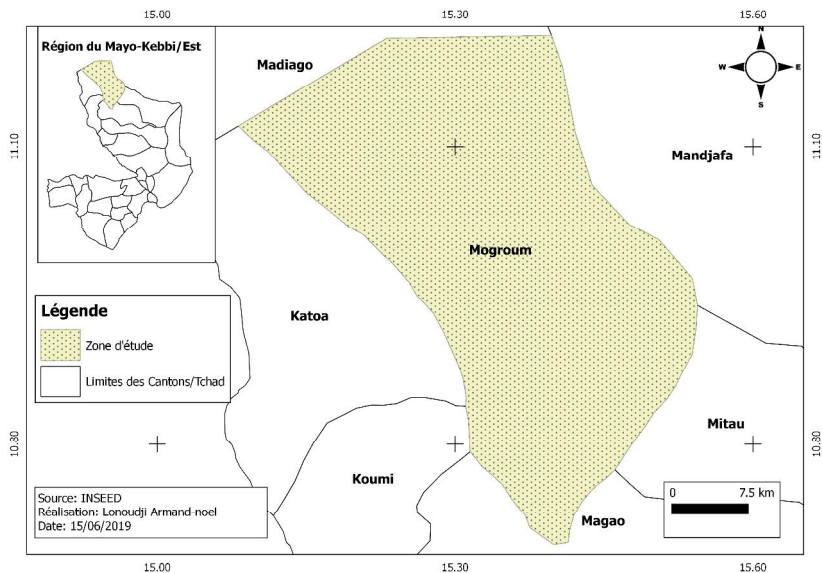 15.00 15.30 15.60
Région du Mayo-Kebbi/Est
Madiago
N
W E
S
11.10 11.10
Mandjafa
Mogroum
Légende
Zone d'étude
Limites des Cantons/Tchad
Katoa
Mitau
10.80 10.80
Koumi
Magao
0 7.5 km
Source: INSEED
Réalisation: Lonoudji Armand-noel
Date: 15/06/2019
15.00 15.30 15.60